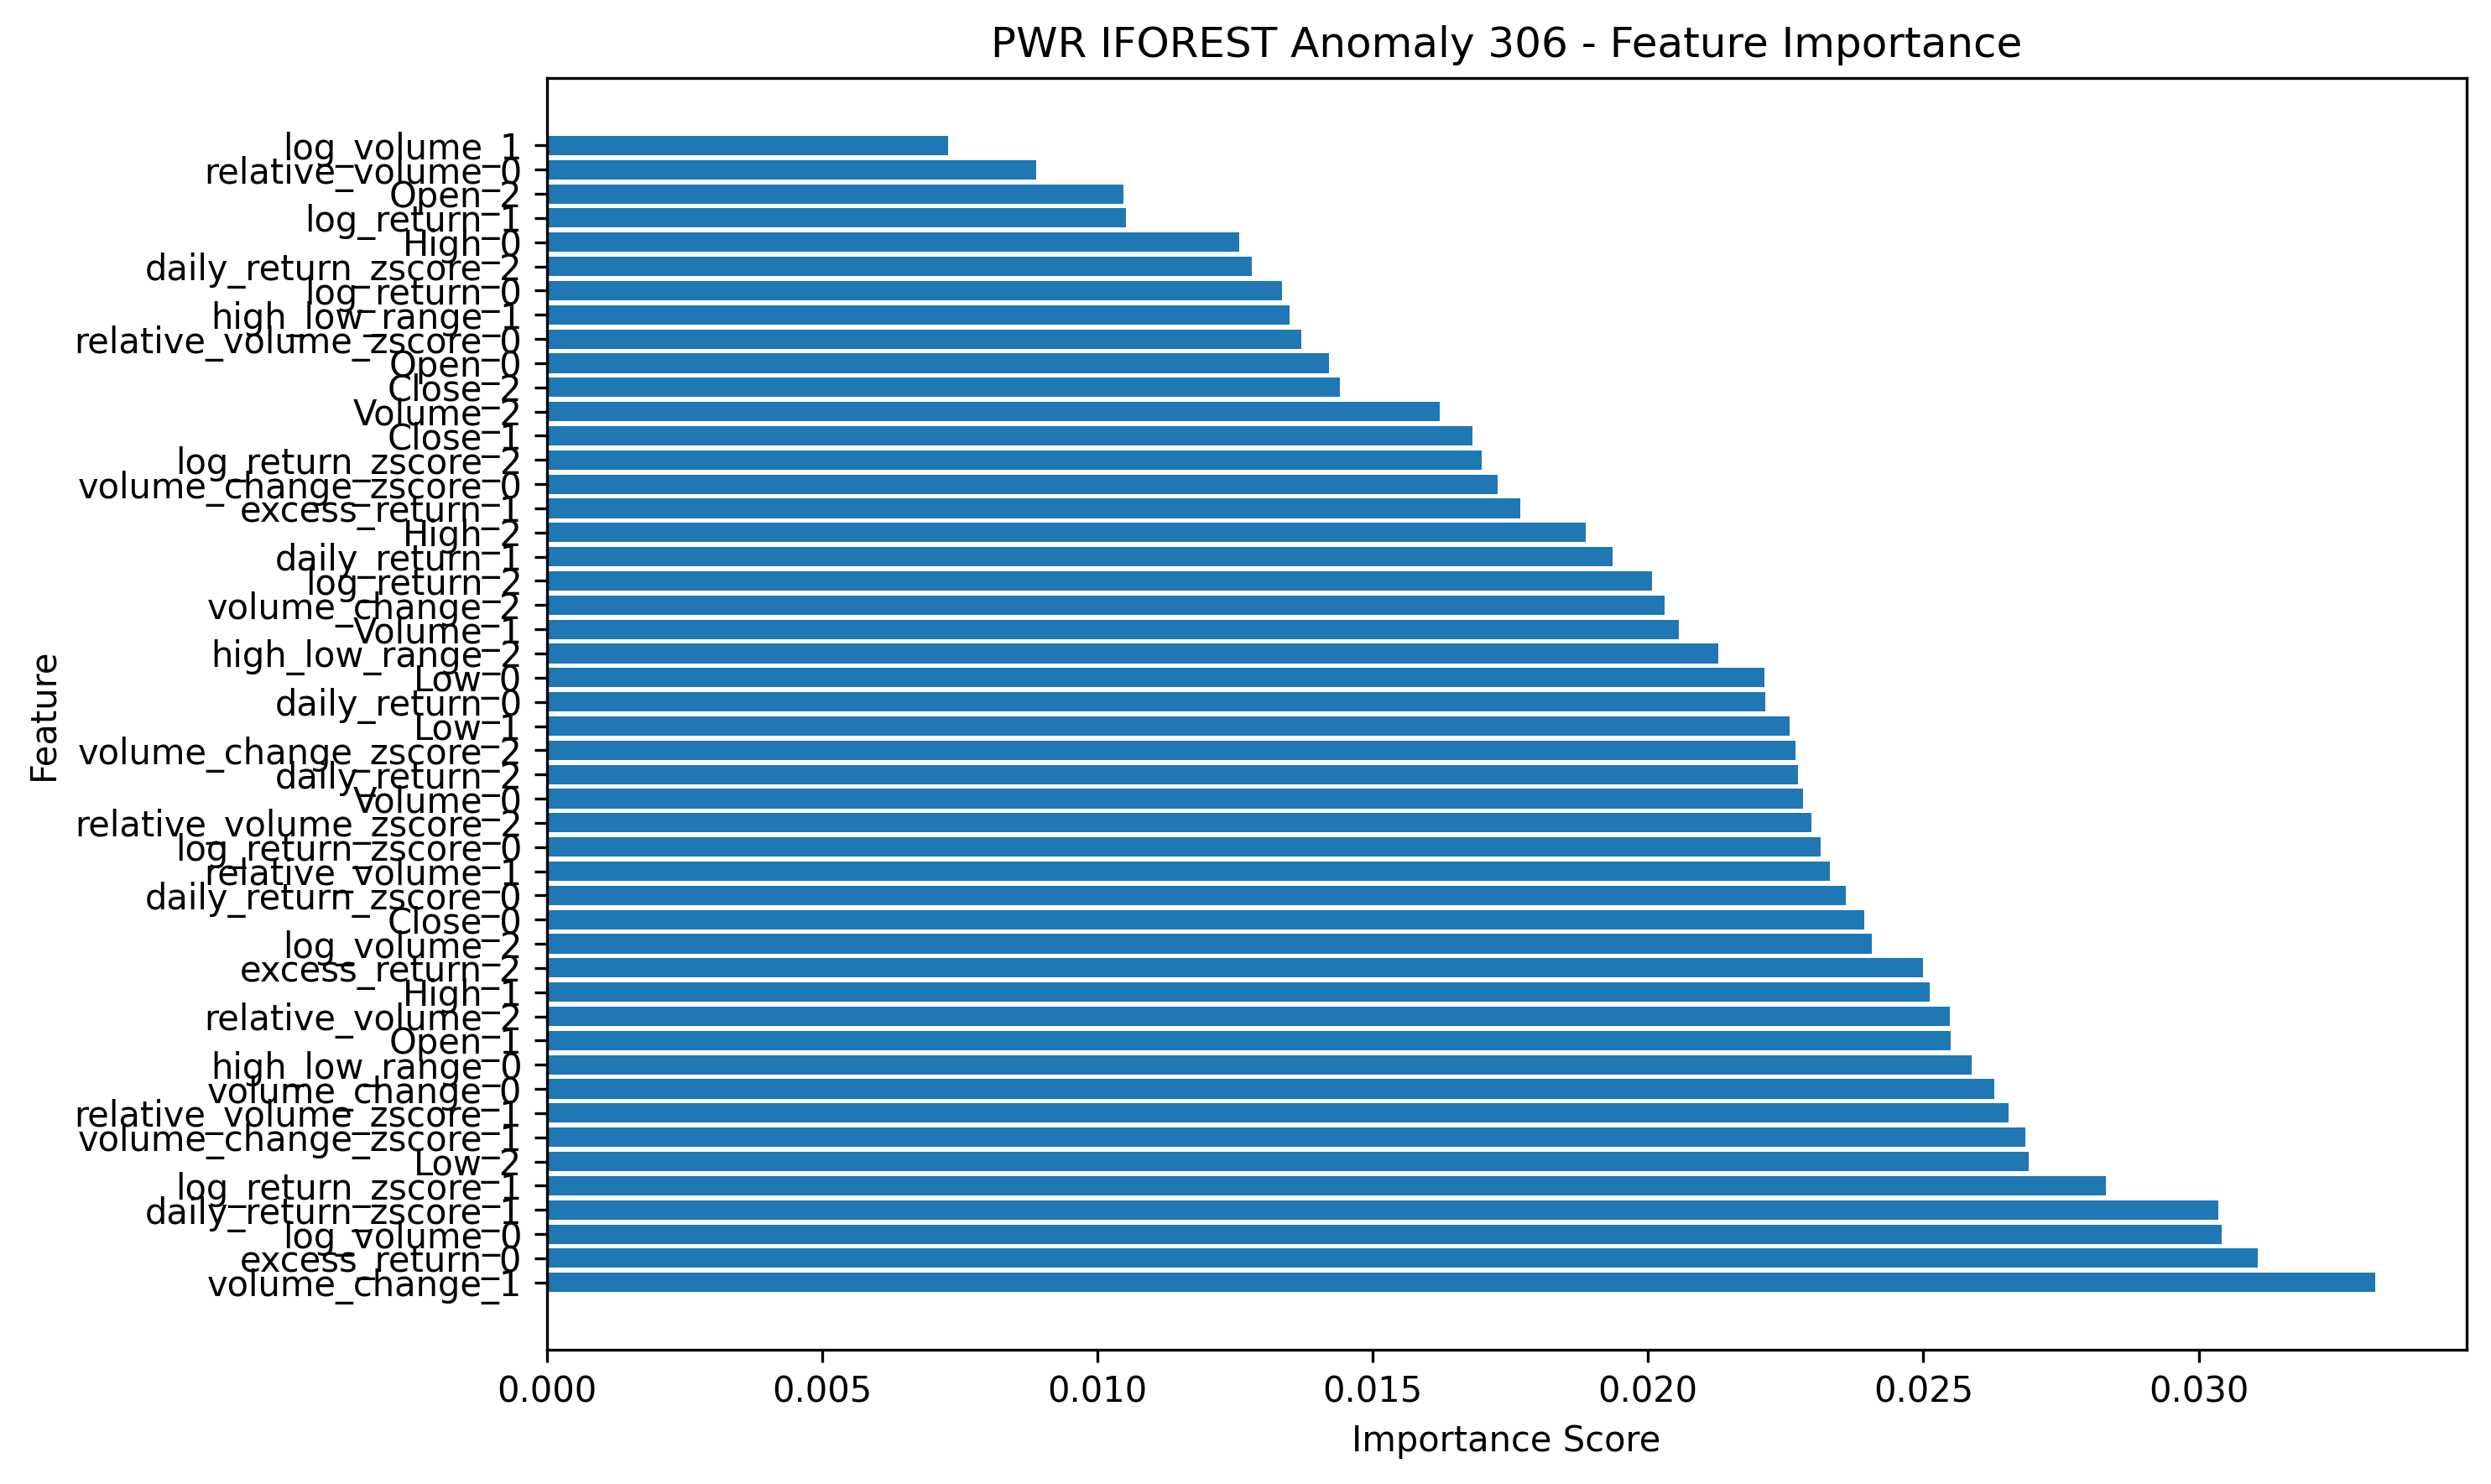 PWR IFOREST Anomaly 306 - Feature Importance
log_volume_1
relative_volume_0
Open_2
log_return_1
High_0
daily_return_zscore_2
log_return_0
high_low_range_1
relative_volume_zscore_0
Open_0
Close_2
Volume_2
Close_1
log_return_zscore_2
volume_change_zscore_0
excess_return_1
High_2
daily_return_1
log_return_2
volume_change_2
Volume_1
high_low_range_2
Low_0
daily_return_0
Low_1
volume_change_zscore_2
daily_return_2
Volume_0
relative_volume_zscore_2
log_return_zscore_0
relative_volume_1
daily_return_zscore_0
Close_0
log_volume_2
excess_return_2
High_1
relative_volume_2
Open_1
high_low_range_0
volume_change_0
relative_volume_zscore_1
volume_change_zscore_1
Low_2
log_return_zscore_1
daily_return_zscore_1
log_volume_0
excess_return_0
volume_change_1
Feature
0.000 0.005 0.010 0.015 0.020 0.025 0.030
Importance Score